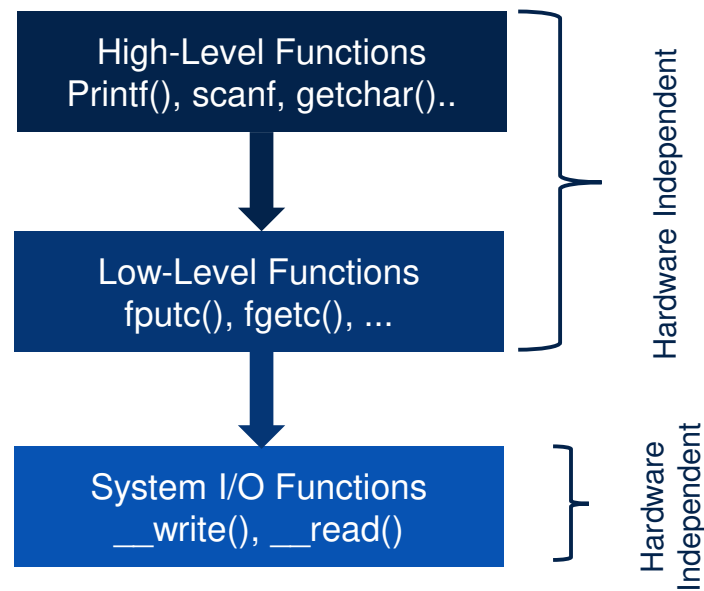 High-Level Functions
Printf(), scanf, getchar()..
Hardware Independent
Low-Level Functions
fputc(), fgetc(), ...
System I/O Functions
__write(), __read()
Hardware
Independent